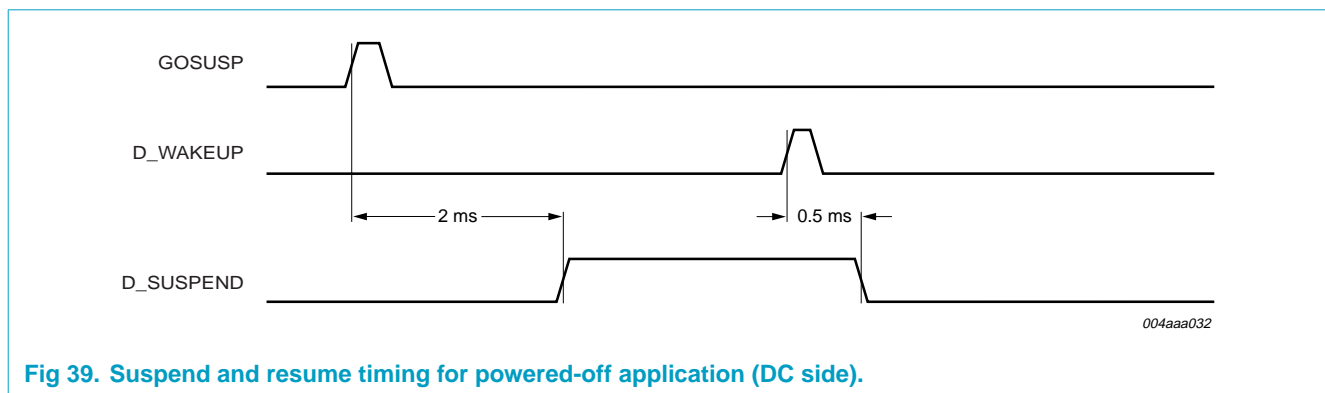 GOSUSP
D_WAKEUP
2 ms
0.5 ms
D_SUSPEND
004aaa032
Fig 39. Suspend and resume timing for powered-off application (DC side).